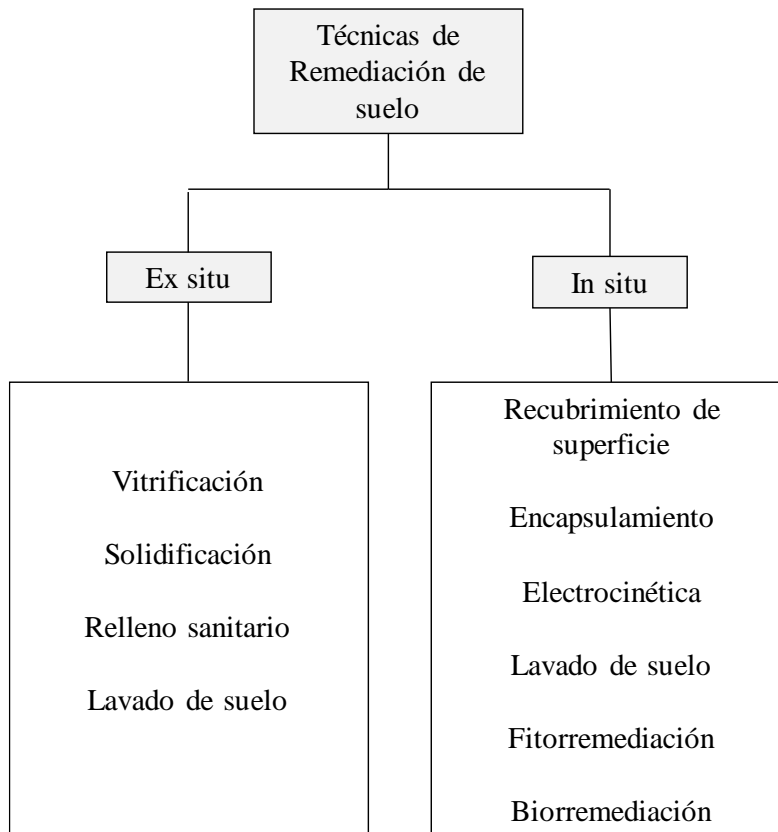 Técnicas de
Remediación de
suelo
Ex situ
In situ
Vitrificación
Solidificación
Relleno sanitario
Lavado de suelo
Recubrimiento de
superficie
Encapsulamiento
Electrocinética
Lavado de suelo
Fitorremediación
Biorremediación